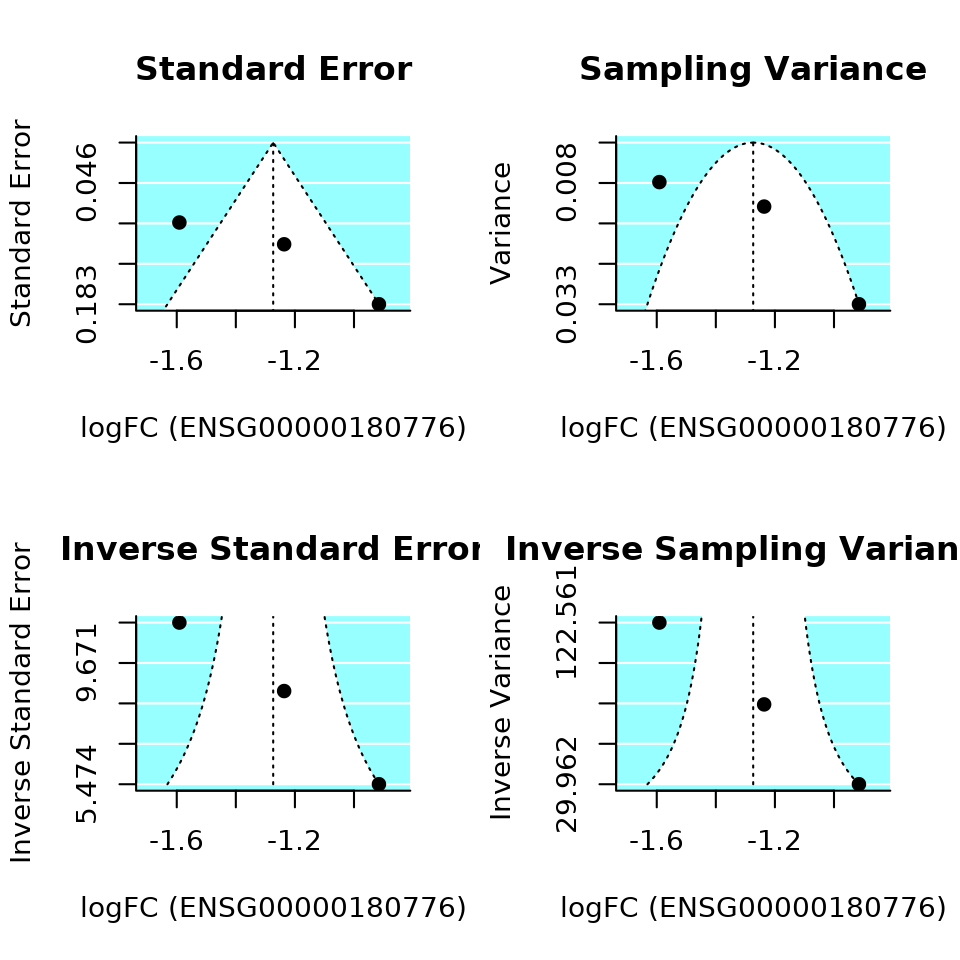 Standard Error
Standard Error
0.046
0.183
-1.6 -1.2
logFC (ENSG00000180776)
Sampling Variance
Variance
0.008
0.033
-1.6 -1.2
logFC (ENSG00000180776)
Inverse Standard Error
Inverse Standard Error
9.671
5.474
-1.6 -1.2
logFC (ENSG00000180776)
Inverse Sampling Varian
Inverse Variance
122.561
29.962
-1.6 -1.2
logFC (ENSG00000180776)